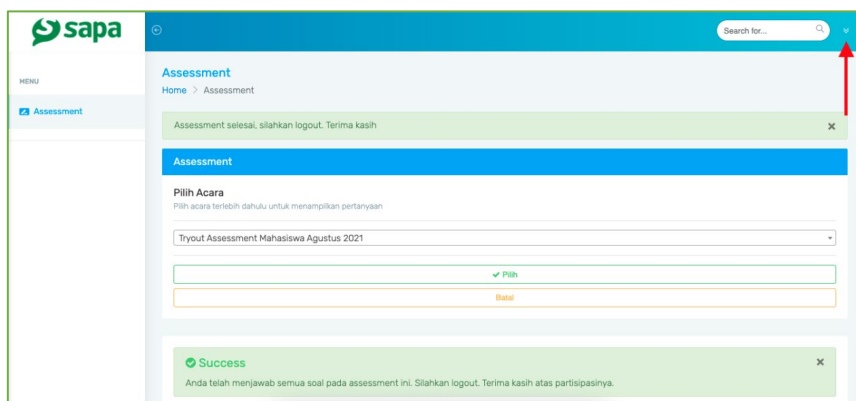 sapa
Search for...
MENU
Assessment
Assessment
Home > Assessment
Assessment selesai, silahkan logout. Terima kasih
Assessment
Pilih Acara
Pilih acara terlebih dahulu untuk menampilkan pertanyaan
Tryout Assessment Mahasiswa Agustus 2021
Pilih
Batal
Success
Anda telah menjawab semua soal pada assessment ini. Silahkan logout. Terima kasih atas partisipasinya.